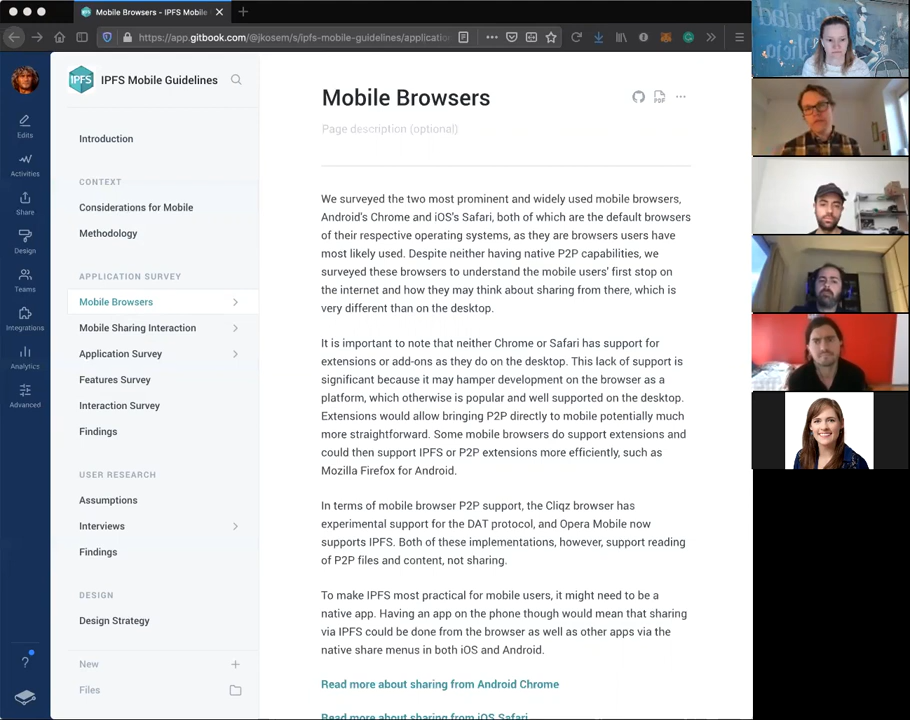 Mobile Browsers - IPFS Mobile
https://app.gitbook.com/@jkosem/s/ipfs-mobile-guidelines/applicatio
IPFS
IPFS Mobile Guidelines
Edits
Activities
Share
Design
Teams
Integrations
Analytics
Advanced
Introduction
CONTEXT
Considerations for Mobile
Methodology
APPLICATION SURVEY
Mobile Browsers
Mobile Sharing Interaction
Application Survey
Features Survey
Interaction Survey
Findings
USER RESEARCH
Assumptions
Interviews
Findings
DESIGN
Design Strategy
New
Files
Mobile Browsers
PDF
Page description (optional)
We surveyed the two most prominent and widely used mobile browsers,
Android's Chrome and iOS's Safari, both of which are the default browsers
of their respective operating systems, as they are browsers users have
most likely used. Despite neither having native P2P capabilities, we
surveyed these browsers to understand the mobile users' first stop on
the internet and how they may think about sharing from there, which is
very different than on the desktop.
It is important to note that neither Chrome or Safari has support for
extensions or add-ons as they do on the desktop. This lack of support is
significant because it may hamper development on the browser as a
platform, which otherwise is popular and well supported on the desktop.
Extensions would allow bringing P2P directly to mobile potentially much
more straightforward. Some mobile browsers do support extensions and
could then support IPFS or P2P extensions more efficiently, such as
Mozilla Firefox for Android.
In terms of mobile browser P2P support, the Cliqz browser has
experimental support for the DAT protocol, and Opera Mobile now
supports IPFS. Both of these implementations, however, support reading
of P2P files and content, not sharing.
To make IPFS most practical for mobile users, it might need to be a
native app. Having an app on the phone though would mean that sharing
via IPFS could be done from the browser as well as other apps via the
native share menus in both iOS and Android.
Read more about sharing from Android Chrome
Read more about sharing from iOS Safari
Ciudad